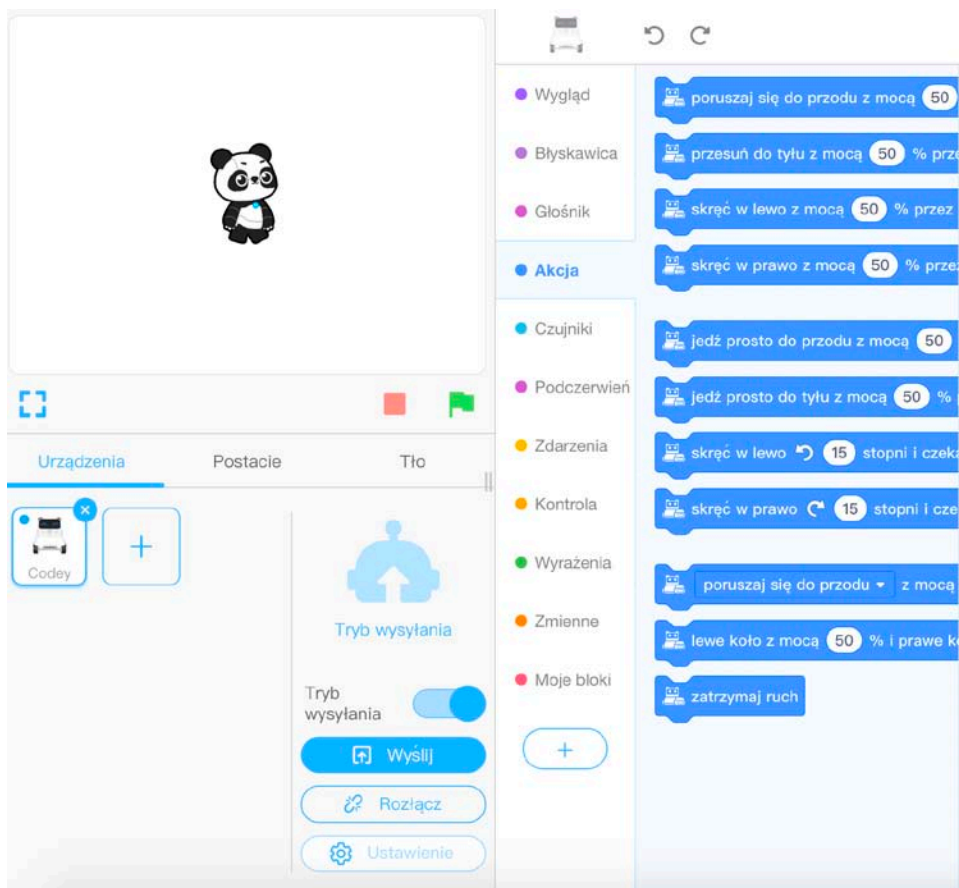 Wygląd
Błyskawica
Głośnik
Akcja
Czujniki
Podczerwień
Zdarzenia
Kontrola
Wyrażenia
Zmienne
Moje bloki
poruszaj się do przodu z mocą 50
przesuń do tyłu z mocą 50 % prze
skręć w lewo z mocą 50 % przez
skręć w prawo z mocą 50 % prze
jedź prosto do przodu z mocą 50
jedź prosto do tyłu z mocą 50 %
skręć w lewo 15 stopni i czeka
skręć w prawo 15 stopni i cze
poruszaj się do przodu z mocą
lewe koło z mocą 50 % i prawe k
zatrzymaj ruch
Urządzenia Postacie Tło
Codey
Tryb wysyłania
Tryb
wysyłania
Wyślij
Rozłącz
Ustawienie